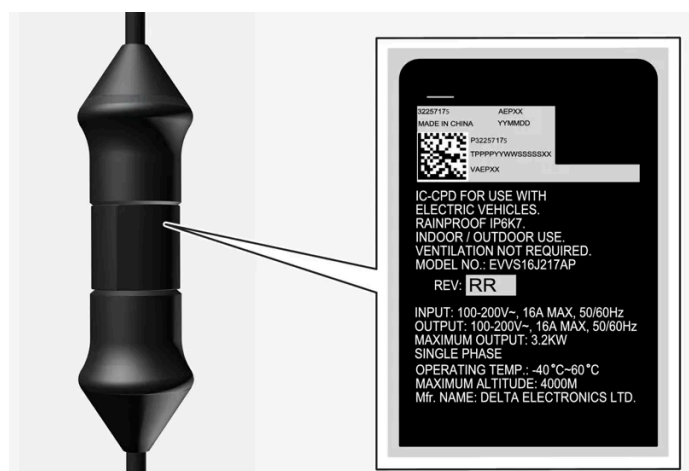 32257175 AEPXX
MADE IN CHINA YYMMDD
P32257175
TPPPPYYWWSSSSSXX
VAEPXX
IC-CPD FOR USE WITH
ELECTRIC VEHICLES.
RAINPROOF IP6K7.
INDOOR / OUTDOOR USE.
VENTILATION NOT REQUIRED.
MODEL NO.: EVVS16J217AP
REV: RR
INPUT: 100-200V~, 16A MAX, 50/60Hz
OUTPUT: 100-200V~, 16A MAX, 50/60Hz
MAXIMUM OUTPUT: 3.2KW
SINGLE PHASE
OPERATING TEMP.: -40°C~60°C
MAXIMUM ALTITUDE: 4000M
Mfr. NAME: DELTA ELECTRONICS LTD.